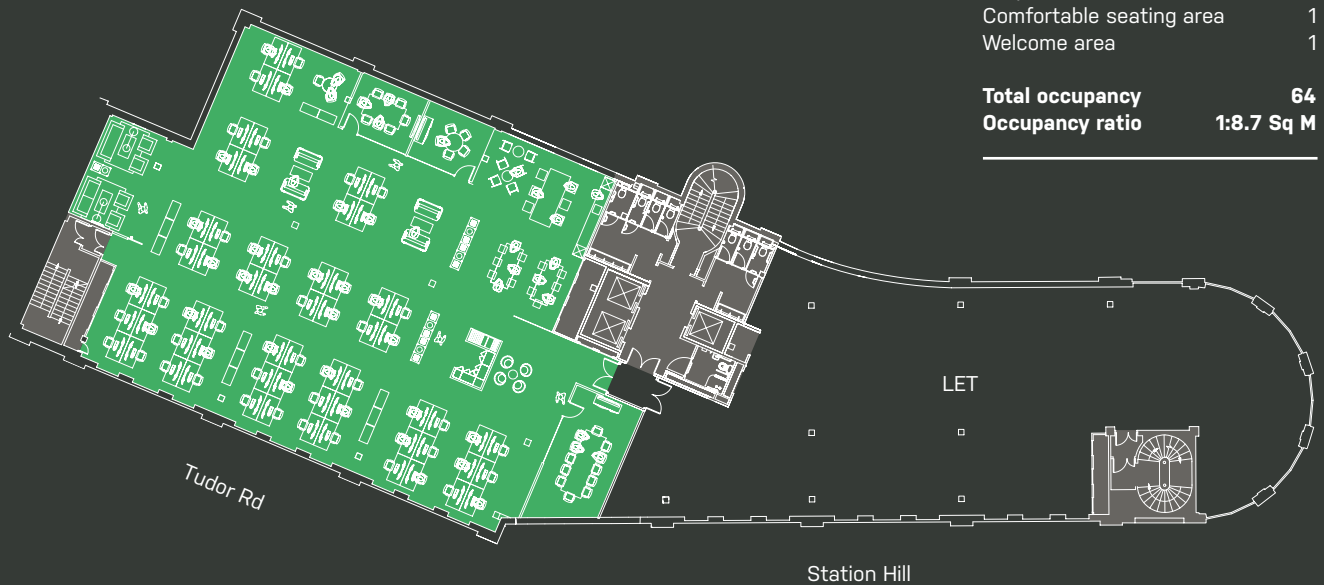 Comfortable seating area 1
Welcome area 1
Total occupancy 64
Occupancy ratio 1:8.7 Sq M
LET
Tudor Rd
Station Hill